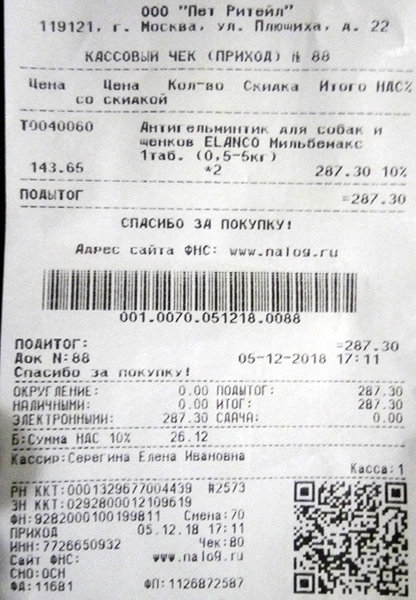 ООО "Пет Ритейл"
119121, г. Москва, ул. Плющиха, д. 22
КАССОВЫЙ ЧЕК (ПРИХОД) № 88
Цена Цена Кол-во Скидка Итого НДС%
со скидкой
Т0040060 Антигельминтик для собак и
щенков ELANCO Мильбемакс
1таб. (0,5-5кг)
143.65 *2 287.30 10%
ПОДЫТОГ =287.30
СПАСИБО ЗА ПОКУПКУ!
Адрес сайта ФНС: www.nalog.ru
001.0070.051218.0088
ПОДИТОГ: =287.30
Док N:88 05-12-2018 17:11
Спасибо за покупку!
ОКРУГЛЕНИЕ: 0.00 ПОДЫТОГ: 287.30
НАЛИЧНЫМИ: 0.00 ИТОГ: 287.30
ЭЛЕКТРОННЫМИ: 287.30 СДАЧА: 0.00
Б:Сумма НДС 10% 26.12
Кассир:Серегина Елена Ивановна
Касса:1
РН ККТ:0001329677004439 #2573
ЗН ККТ:0292800012109619
ФН:9282000100199811 Смена:70
ПРИХОД 05.12.18 17:11
ИНН:7726650932 Чек:80
Сайт ФНС: www.nalog.ru
СНО:ОСН
ФД:11681 ФП:1126872587